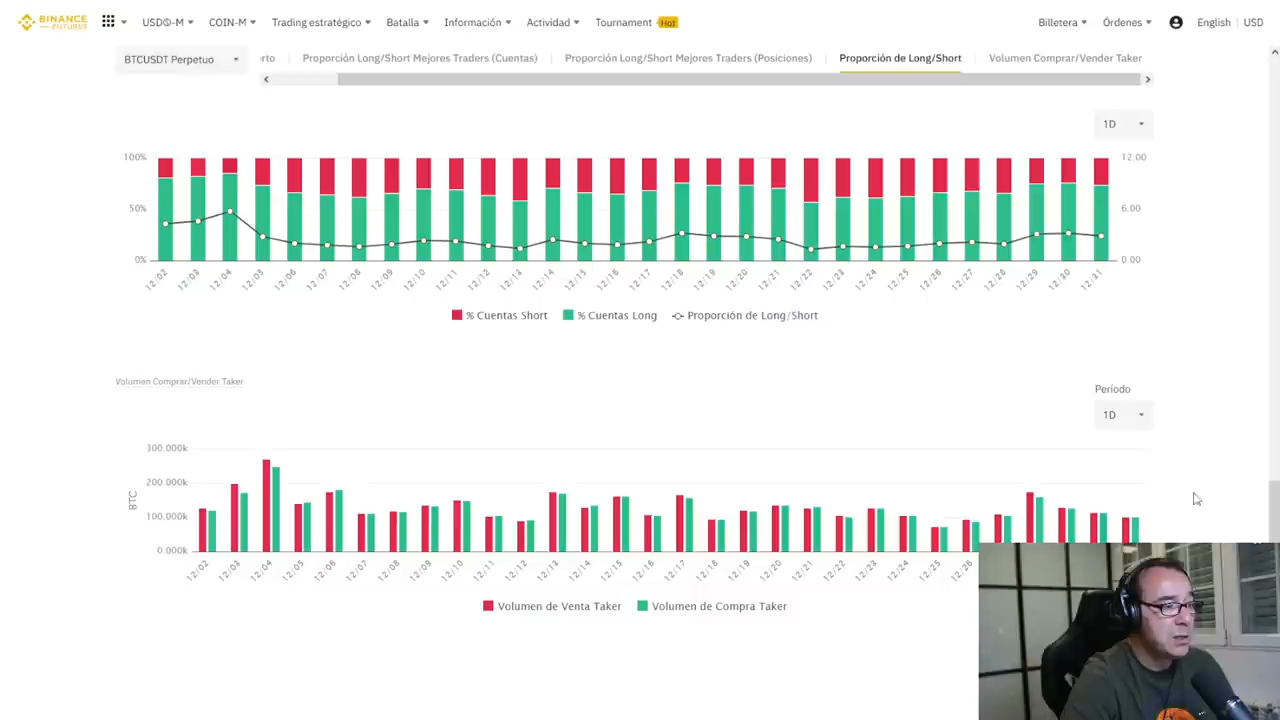 BINANCE FUTURES USD©-M COIN-M Trading estratégico Batalla Información Actividad Tournament Hot Billetera Órdenes English USD
BTCUSDT Perpetuo Proporción Long/Short Mejores Traders (Cuentas) Proporción Long/Short Mejores Traders (Posiciones) Proporción de Long/Short Volumen Comprar/Vender Taker
1D
100% 12.00
50% 6.00
0% 0.00
12/02 12/03 12/04 12/05 12/06 12/07 12/08 12/09 12/10 12/11 12/12 12/13 12/14 12/15 12/16 12/17 12/18 12/19 12/20 12/21 12/22 12/23 12/24 12/25 12/26 12/27 12/28 12/29 12/30 12/31
% Cuentas Short % Cuentas Long Proporción de Long/Short
Volumen Comprar/Vender Taker
Período
1D
300.000k
200.000k
BTC
100.000k
0.000k
12/02 12/03 12/04 12/05 12/06 12/07 12/08 12/09 12/10 12/11 12/12 12/13 12/14 12/15 12/16 12/17 12/18 12/19 12/20 12/21 12/22 12/23 12/24 12/25 12/26
Volumen de Venta Taker Volumen de Compra Taker